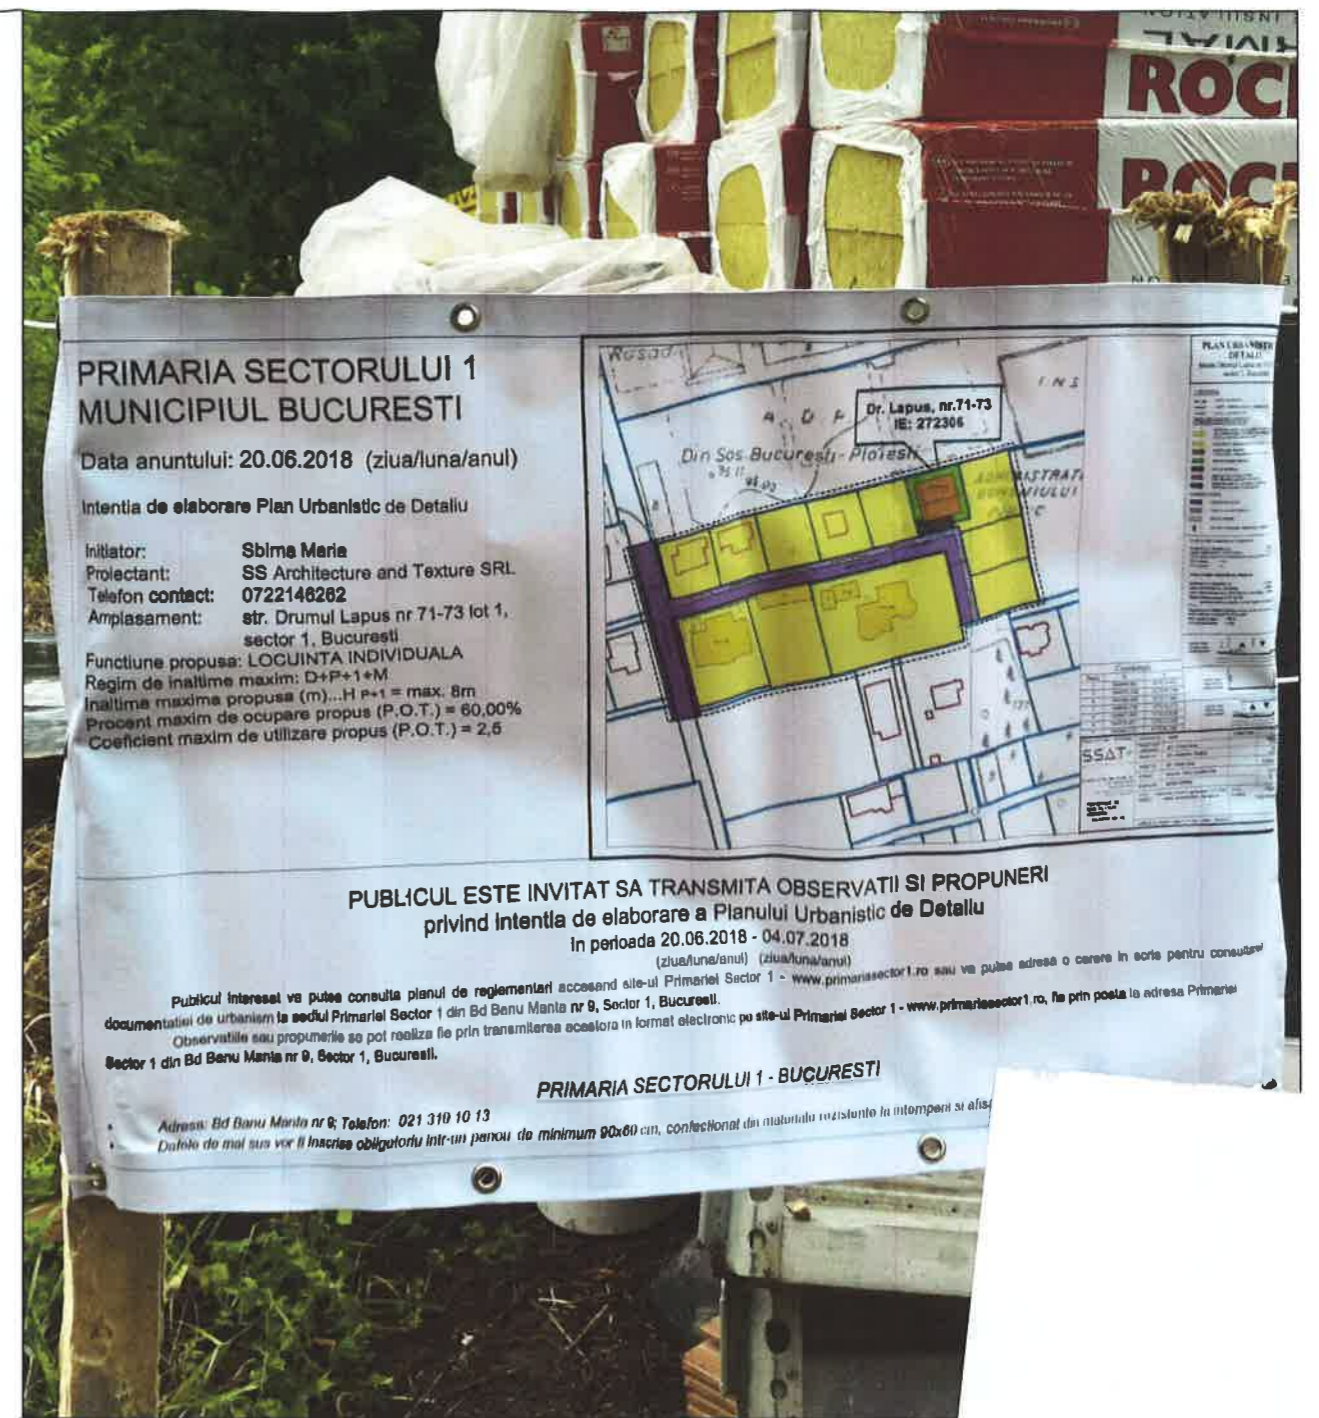 ROC
ROC
PRIMARIA SECTORULUI 1
MUNICIPIUL BUCURESTI
Data anuntului: 20.06.2018 (ziua/luna/anul)
Intentia de elaborare Plan Urbanistic de Detaliu
Initiator: Sbirna Maria
Proiectant: SS Architecture and Texture SRL
Telefon contact: 0722146262
Amplasament: str. Drumul Lapus nr 71-73 lot 1,
sector 1, Bucuresti
Functiune propusa: LOCUINTA INDIVIDUALA
Regim de inaltime maxim: D+P+1+M
Inaltime maxima propusa (m)...H P+1 = max. 8m
Procent maxim de ocupare propus (P.O.T.) = 60,00%
Coeficient maxim de utilizare propus (P.O.T.) = 2,5
Dr. Lapus, nr.71-73
IE: 272306
Din Sos Bucureşti - Ploieşti
SSAT
PUBLICUL ESTE INVITAT SA TRANSMITA OBSERVATII SI PROPUNERI
privind intentia de elaborare a Planului Urbanistic de Detaliu
in perioada 20.06.2018 - 04.07.2018
(ziua/luna/anul) (ziua/luna/anul)
Publicul interesat va putea consulta planul de reglementari accesand site-ul Primariei Sector 1 - www.primariasector1.ro sau va putea adresa o cerere in scris pentru consultarei
documentatiei de urbanism la sediul Primariei Sector 1 din Bd Banu Manta nr 9, Sector 1, Bucuresti.
Observatiile sau propunerile se pot realiza fie prin transmiterea acestora in format electronic pe site-ul Primariei Sector 1 - www.primariasector1.ro, fie prin posta la adresa Primariei
Sector 1 din Bd Banu Manta nr 9, Sector 1, Bucuresti.
PRIMARIA SECTORULUI 1 - BUCURESTI
Adresa: Bd Banu Manta nr 9; Telefon: 021 319 10 13
Datele de mai sus vor fi inscrise obligatoriu intr-un panou de minimum 90x60 cm, confectionat din materiale rezistente la intemperii si afis